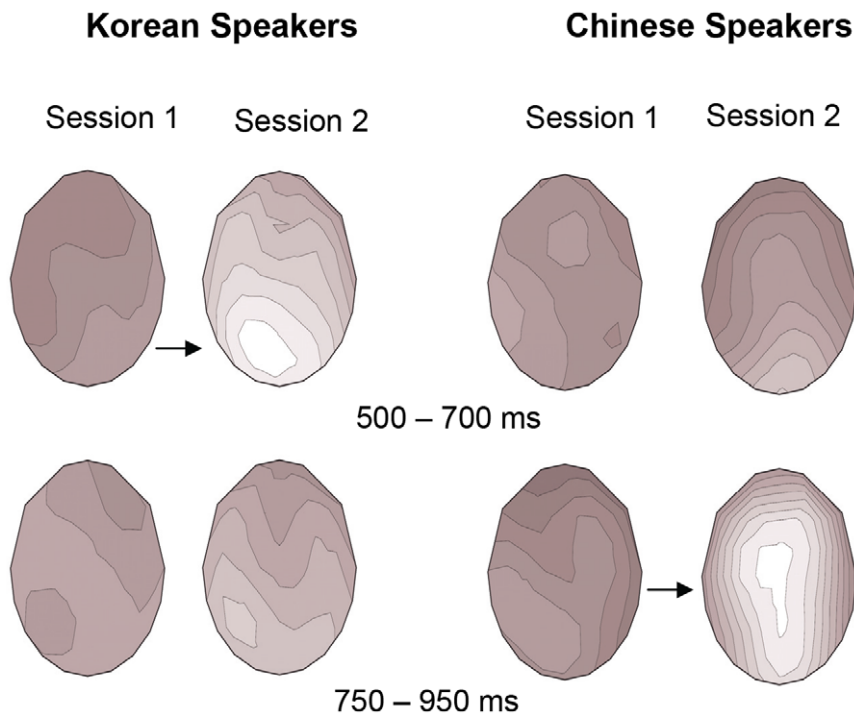 Korean Speakers
Chinese Speakers
Session 1
Session 2
Session 1
Session 2
500 – 700 ms
750 – 950 ms